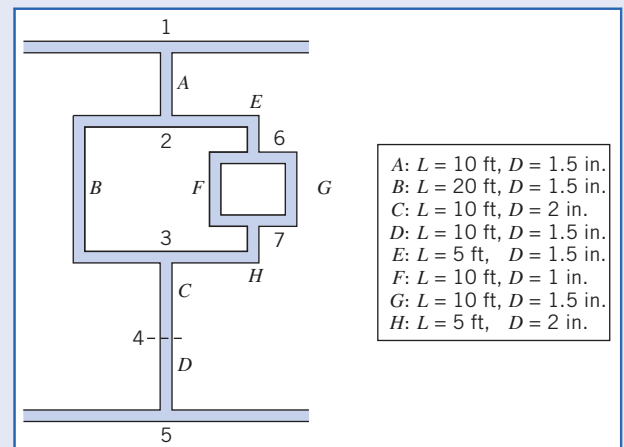 1
A
E
2
6
B
F
G
3
7
H
C
4
D
5
A: L = 10 ft, D = 1.5 in.
B: L = 20 ft, D = 1.5 in.
C: L = 10 ft, D = 2 in.
D: L = 10 ft, D = 1.5 in.
E: L = 5 ft, D = 1.5 in.
F: L = 10 ft, D = 1 in.
G: L = 10 ft, D = 1.5 in.
H: L = 5 ft, D = 2 in.